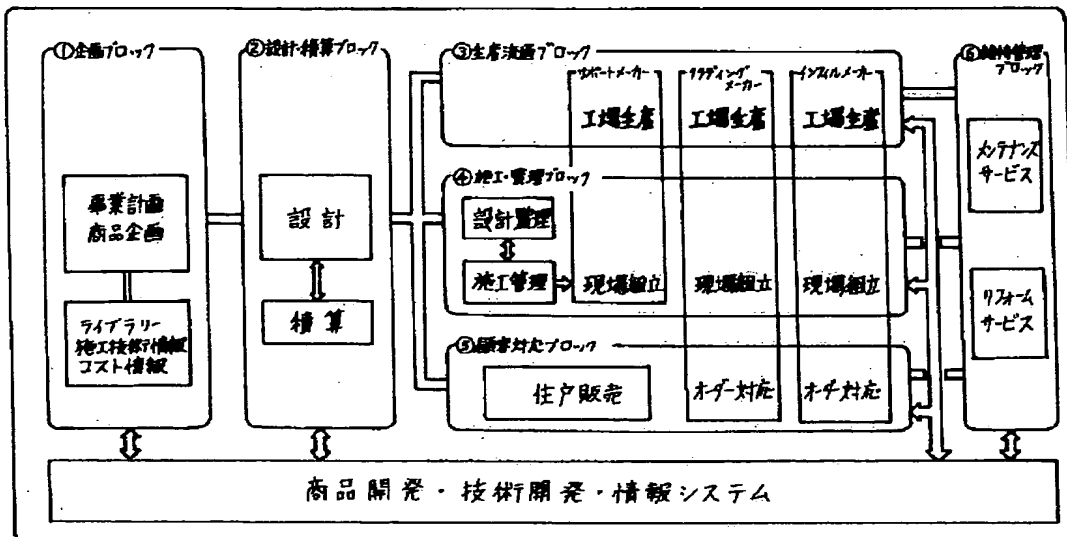 ①企画ブロック
事業計画
商品企画
ライブラリー
施工技術情報
コスト情報
②設計・積算ブロック
設計
積算
③生産流通ブロック
サポートメーカー
クラディング
メーカー
インフィルメーカー
工場生産
工場生産
工場生産
④施工・管理ブロック
設計監理
施工管理
現場組立
現場組立
現場組立
⑤顧客対応ブロック
住戸販売
オーダー対応
オーダー対応
⑥維持管理
ブロック
メンテナンス
サービス
リフォーム
サービス
商品開発・技術開発・情報システム